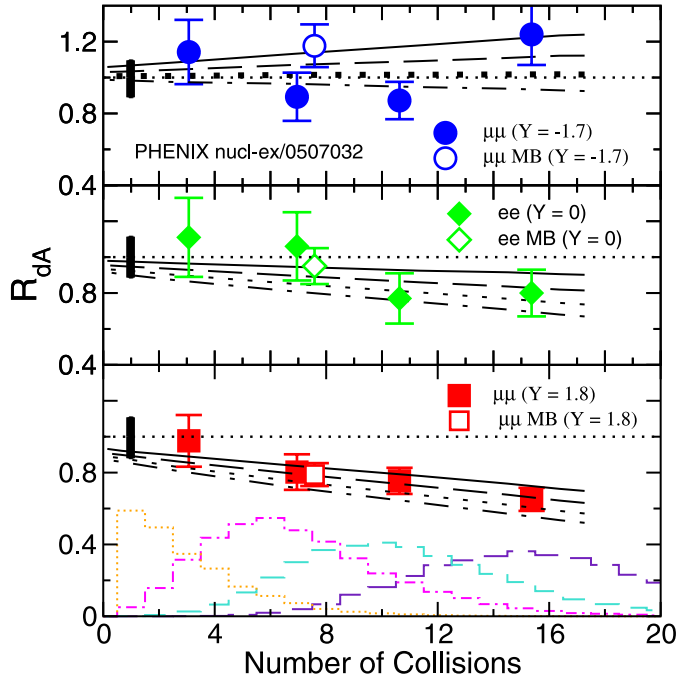 1.2
0.8
μμ (Y = -1.7)
μμ MB (Y = -1.7)
PHENIX nucl-ex/0507032
0.4
ee (Y = 0)
ee MB (Y = 0)
R_dA
0.8
0.4
μμ (Y = 1.8)
μμ MB (Y = 1.8)
0.8
0.4
0
0 4 8 12 16 20
Number of Collisions